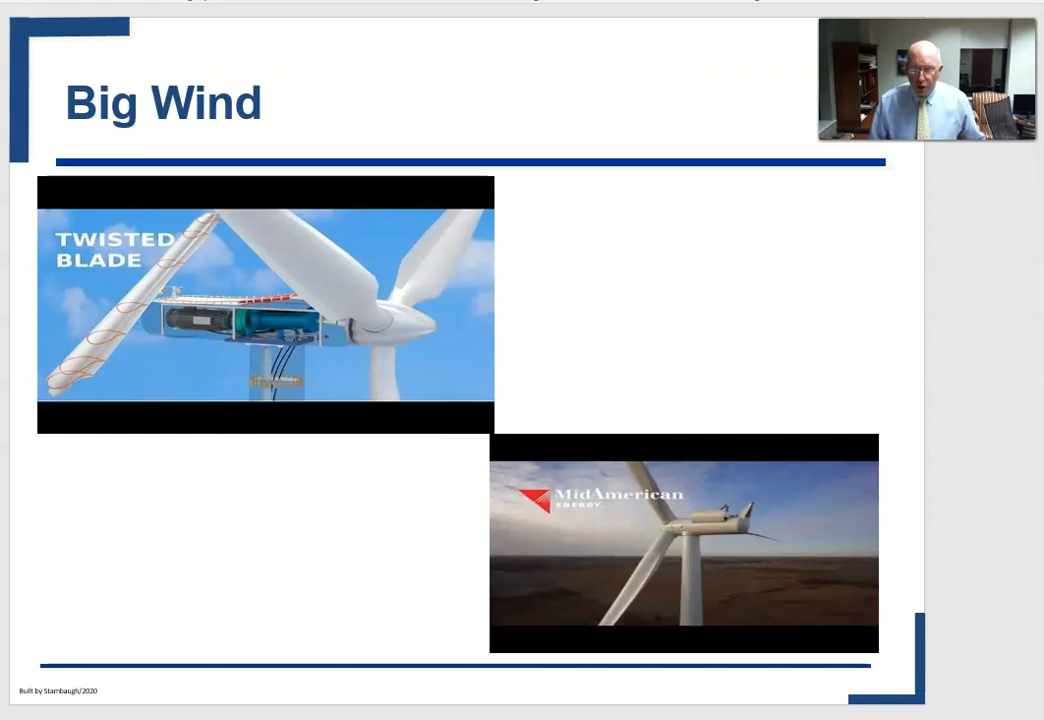 Big Wind
TWISTED
BLADE
MidAmerican
ENERGY.
Built by Stambaugh/2020